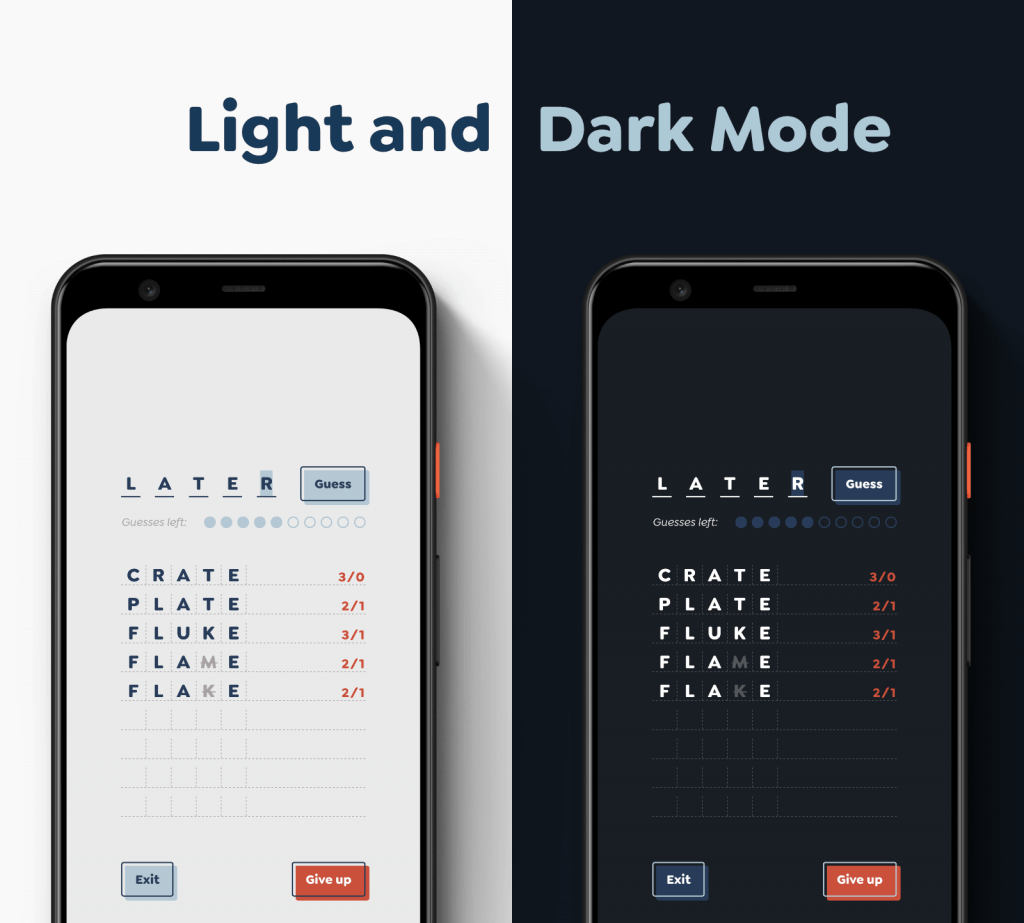 Light and Dark Mode
L A T E R Guess
Guesses left:
C R A T E 3/0
P L A T E 2/1
F L U K E 3/1
F L A M E 2/1
F L A K E 2/1
Exit Give up
L A T E R Guess
Guesses left:
C R A T E 3/0
P L A T E 2/1
F L U K E 3/1
F L A M E 2/1
F L A K E 2/1
Exit Give up